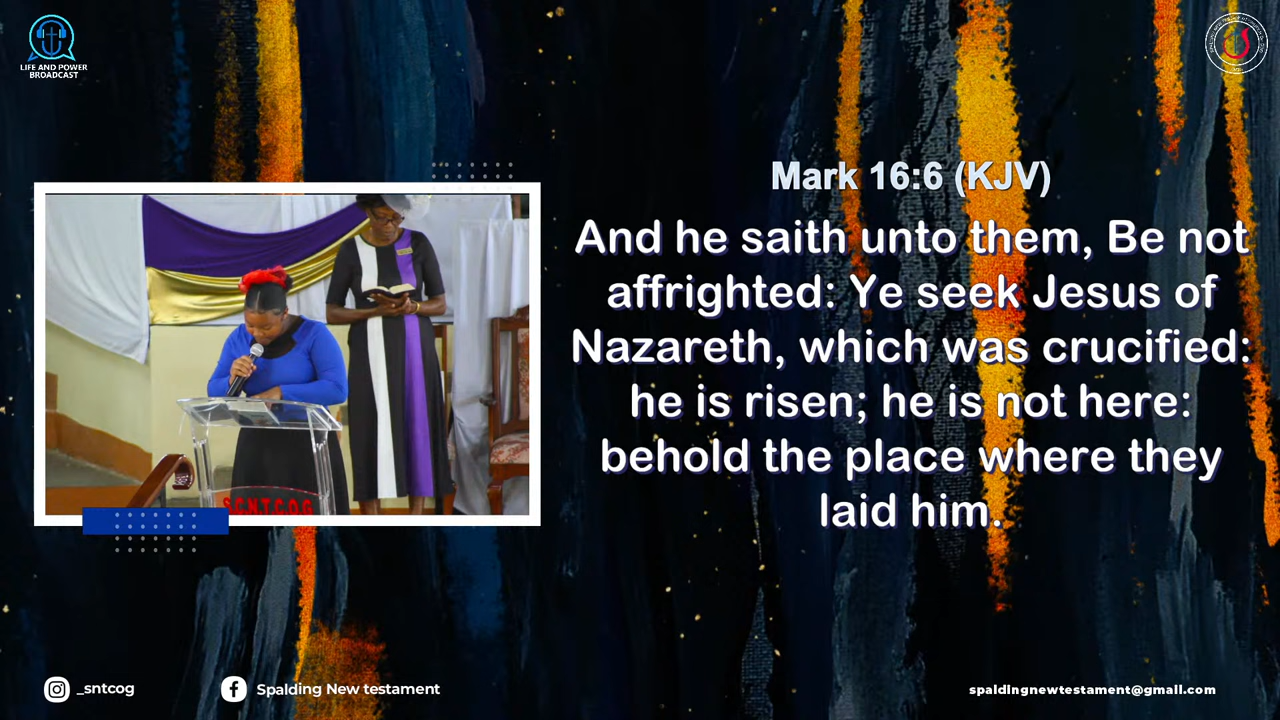 LIFE AND POWER
BROADCAST
Mark 16:6 (KJV)
And he saith unto them, Be not
affrighted: Ye seek Jesus of
Nazareth, which was crucified:
he is risen; he is not here:
behold the place where they
laid him.
SCNTCOG
_sntcog
Spalding New testament
spaldingnewtestament@gmail.com